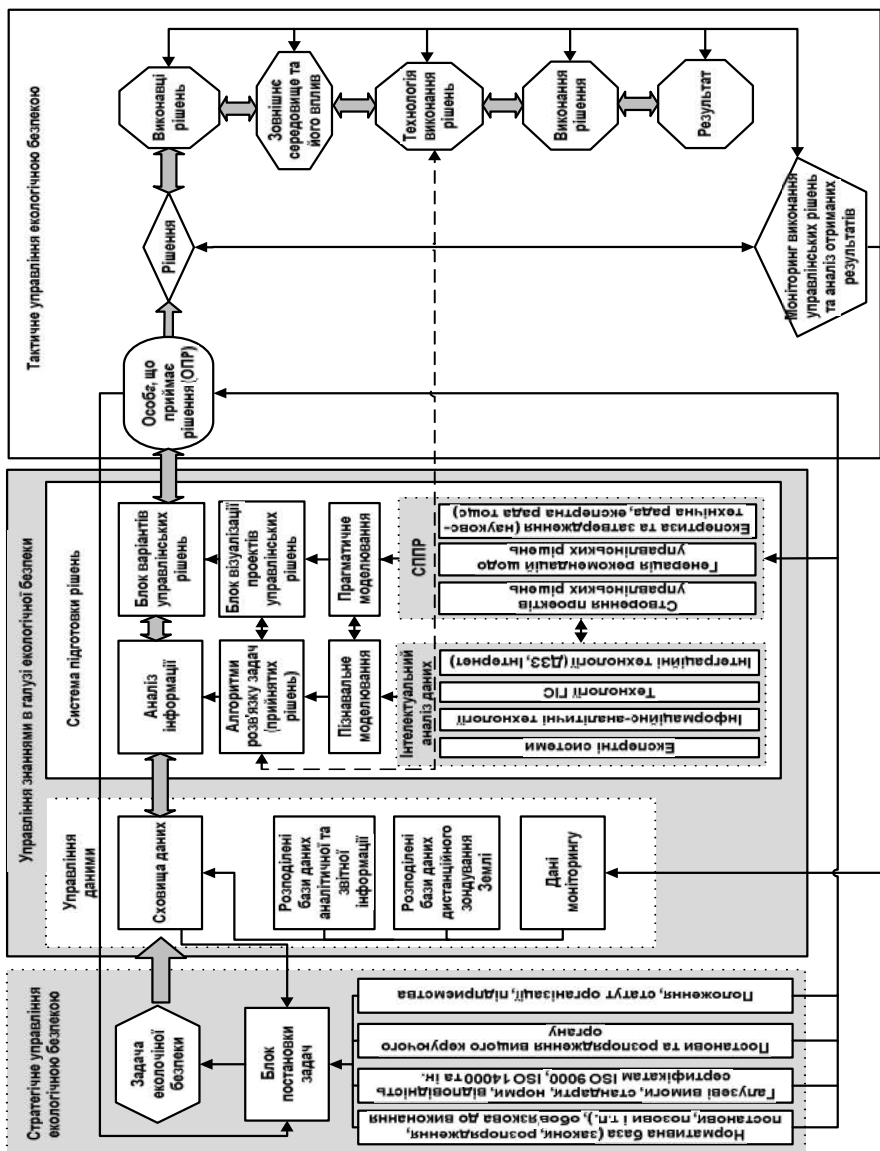 Стратегічне управління
екологічною безпекою
Задача
еколочіної
безпеки
Блок
постановки
задач
Положення, статут організації, підприємства
Постанови та розпорядження вищого керуючого
органу
Галузеві вимоги, стандарти, норми, відповідність
сертифікатам ISO 9000, ISO 14000 та ін.
Нормативна база (закони, розпорядження,
постанови, позови і т.п.), обов'язкова до виконання
Управління знаннями в галузі екологічної безпеки
Управління
даними
Сховища даних
Розподілені
бази даних
аналітичної та
звітної
інформації
Розподілені
бази даних
дистанційного
зондування
Землі
Дані
моніторингу
Система підготовки рішень
Аналіз
інформації
Блок варіантів
управлінських
рішень
Алгоритми
розв'язку задач
(прийнятих
рішень)
Блок візуалізації
проектів
управлінських
рішень
Пізнавальне
моделювання
Прагматичне
моделювання
Інтелектуальний
аналіз даних
Інтеграційні технології (ДЗЗ, Інтернет)
Технології ГІС
Інформаційно-аналітичні технології
Експертні системи
СППР
Експертиза та затвердження (науково-
технічна рада, експертна рада тощо)
Генерація рекомендацій щодо
управлінських рішень
Створення проектів
управлінських рішень
Тактичне управління екологічною безпекою
Особа, що
приймає
рішення (ОПР)
Рішення
Виконавці
рішень
Зовнішнє
середовище та
його вплив
Технологія
виконання
рішень
Виконання
рішення
Результат
Моніторинг виконання
управлінських рішень
та аналіз отриманих
результатів